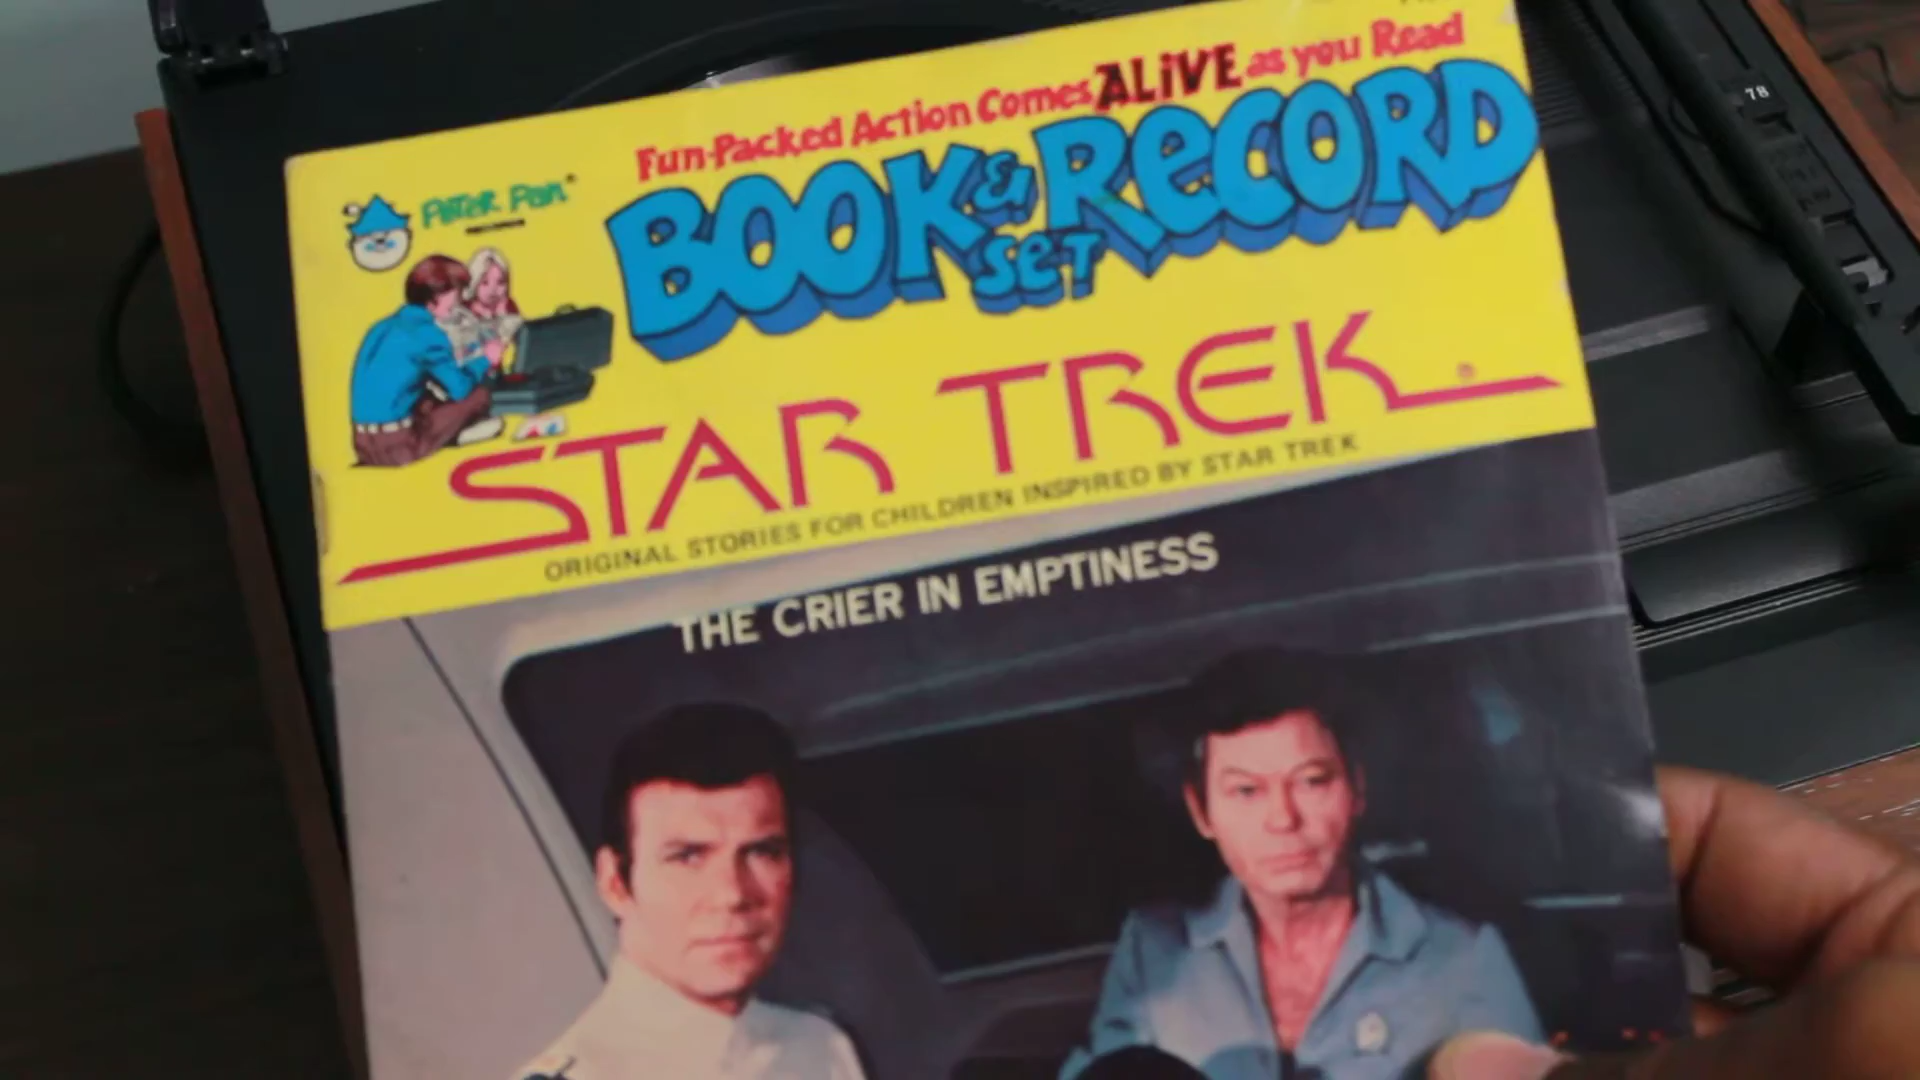 Fun-Packed Action Comes ALIVE as you Read
PETER PAN
RECORDS
BOOK & RECORD
SET
STAR TREK®
ORIGINAL STORIES FOR CHILDREN INSPIRED BY STAR TREK
THE CRIER IN EMPTINESS
78